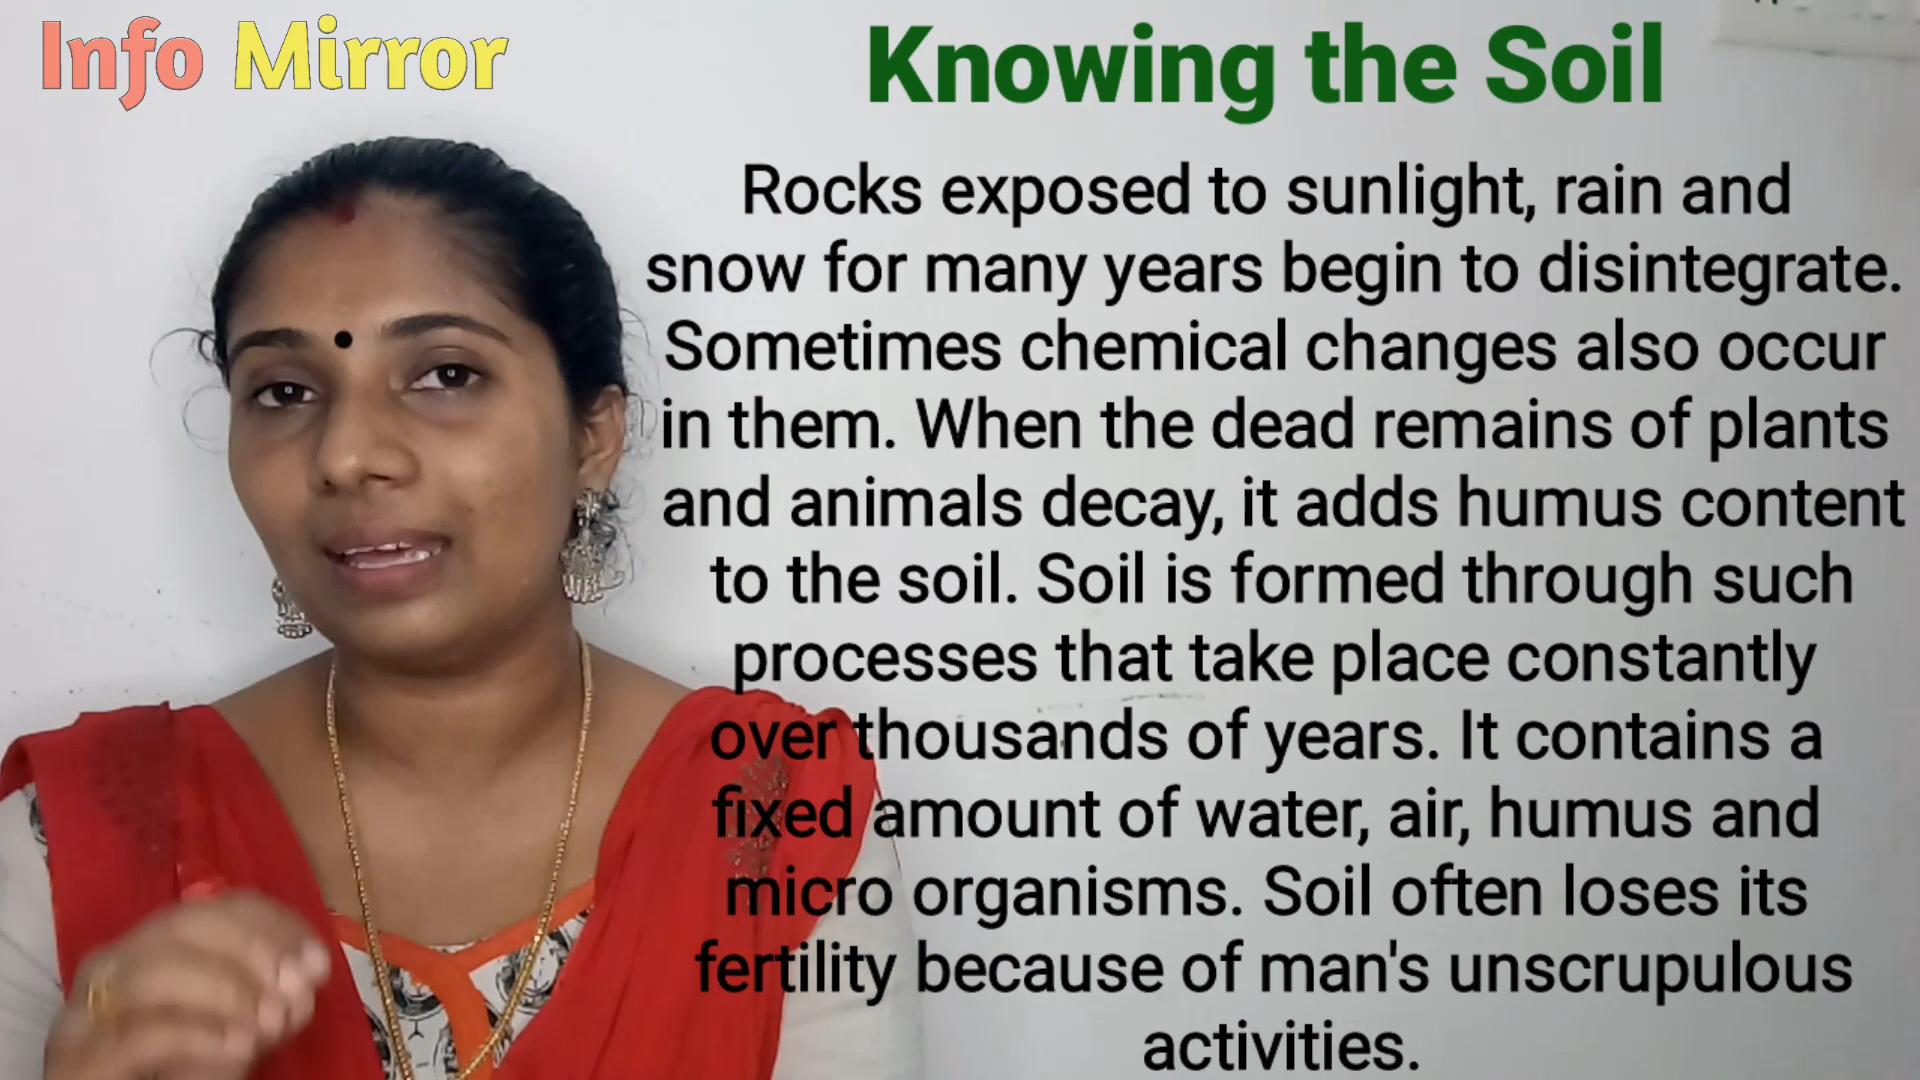 Info Mirror
Knowing the Soil
Rocks exposed to sunlight, rain and
snow for many years begin to disintegrate.
Sometimes chemical changes also occur
in them. When the dead remains of plants
and animals decay, it adds humus content
to the soil. Soil is formed through such
processes that take place constantly
over thousands of years. It contains a
fixed amount of water, air, humus and
micro organisms. Soil often loses its
fertility because of man's unscrupulous
activities.